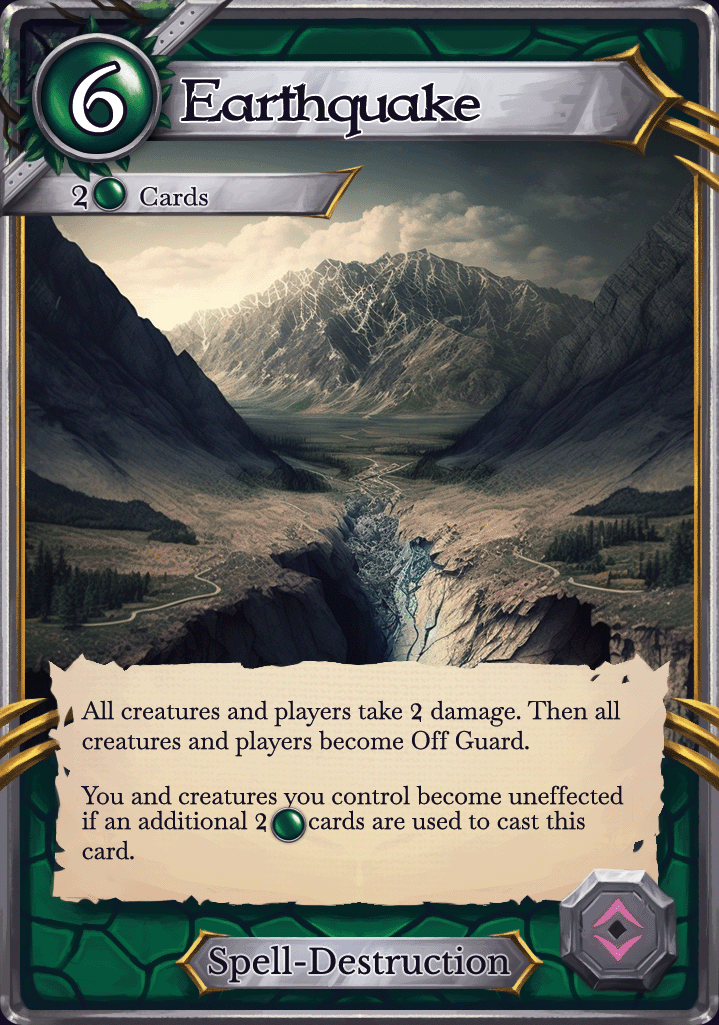 6
Earthquake
2 Cards
All creatures and players take 2 damage. Then all
creatures and players become Off Guard.
You and creatures you control become uneffected
if an additional 2 cards are used to cast this
card.
Spell-Destruction